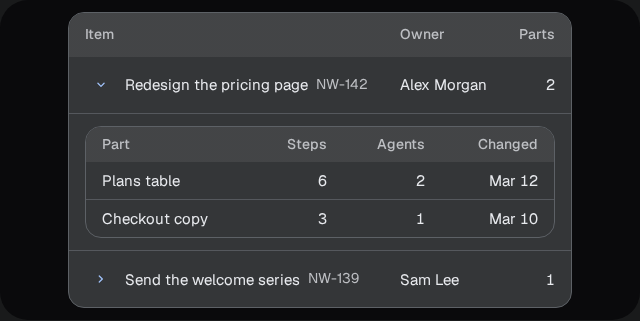 Item Owner Parts
Redesign the pricing page NW-142 Alex Morgan 2
Part Steps Agents Changed
Plans table 6 2 Mar 12
Checkout copy 3 1 Mar 10
Send the welcome series NW-139 Sam Lee 1